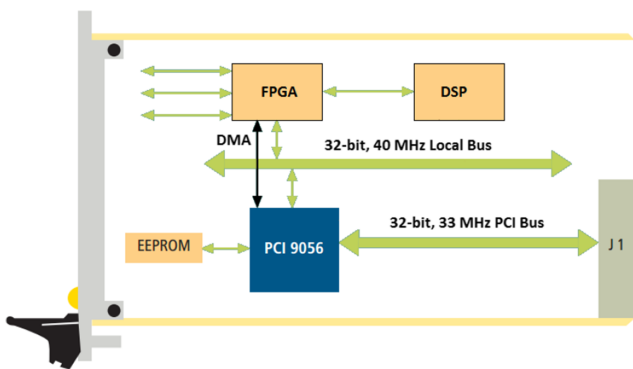 FPGA
DSP
DMA
32-bit, 40 MHz Local Bus
32-bit, 33 MHz PCI Bus
EEPROM
PCI 9056
J 1